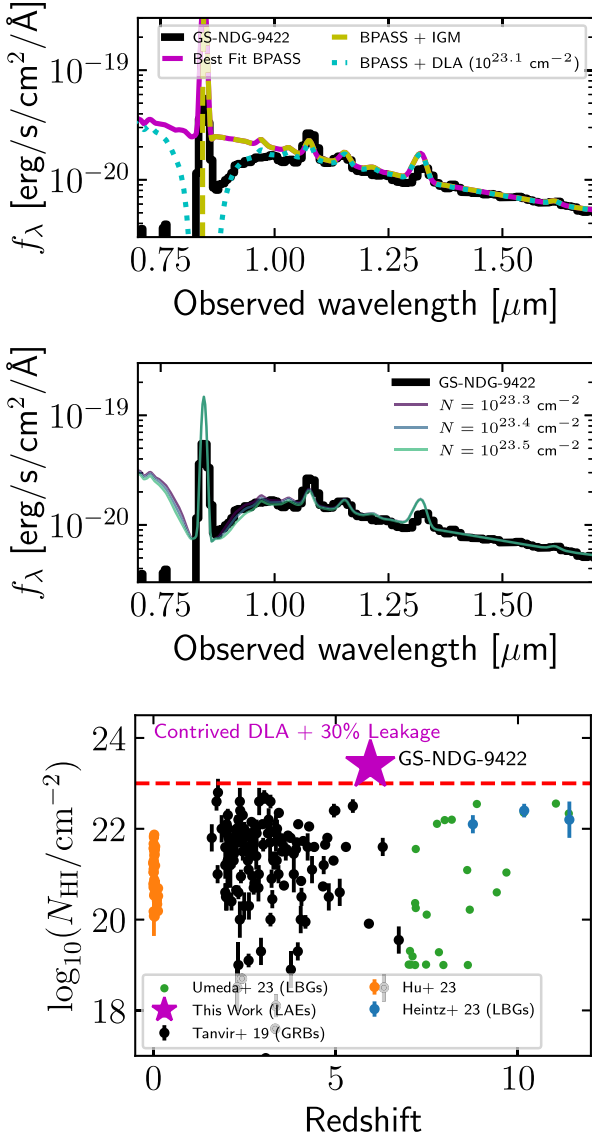 GS-NDG-9422
Best Fit BPASS
BPASS + IGM
BPASS + DLA (10^23.1 cm^−2)
10^−19
10^−20
f_λ [erg/s/cm^2/Å]
0.75 1.00 1.25 1.50
Observed wavelength [μm]
GS-NDG-9422
N = 10^23.3 cm^−2
N = 10^23.4 cm^−2
N = 10^23.5 cm^−2
10^−19
10^−20
f_λ [erg/s/cm^2/Å]
0.75 1.00 1.25 1.50
Observed wavelength [μm]
Contrived DLA + 30% Leakage
GS-NDG-9422
24
22
20
18
log_10(N_HI/cm^−2)
Umeda+ 23 (LBGs)
This Work (LAEs)
Tanvir+ 19 (GRBs)
Hu+ 23
Heintz+ 23 (LBGs)
0 5 10
Redshift